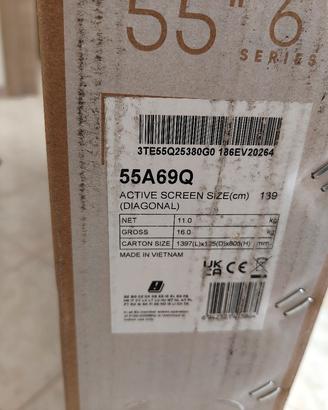 55" 6
SERIES
3TE55Q25380G0 186EV20264
55A69Q
ACTIVE SCREEN SIZE(cm) 139
(DIAGONAL)
NET 11.0 kg
GROSS 16.0 kg
CARTON SIZE 1397(L)x125(D)x800(H) mm
MADE IN VIETNAM
UK
CA CE